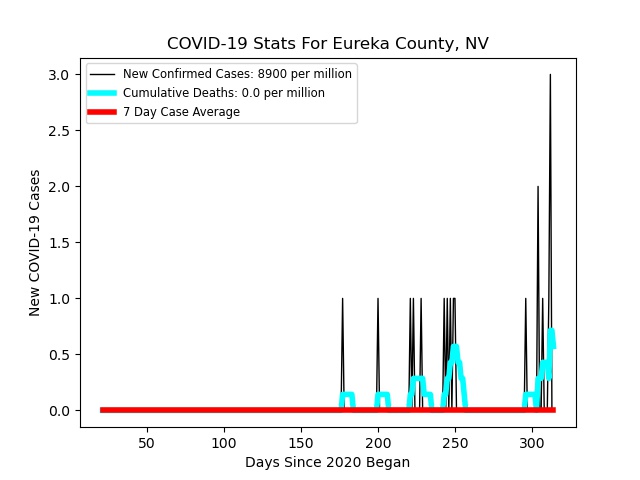 COVID-19 Stats For Eureka County, NV
New Confirmed Cases: 8900 per million
Cumulative Deaths: 0.0 per million
7 Day Case Average
New COVID-19 Cases
3.0
2.5
2.0
1.5
1.0
0.5
0.0
50 100 150 200 250 300
Days Since 2020 Began